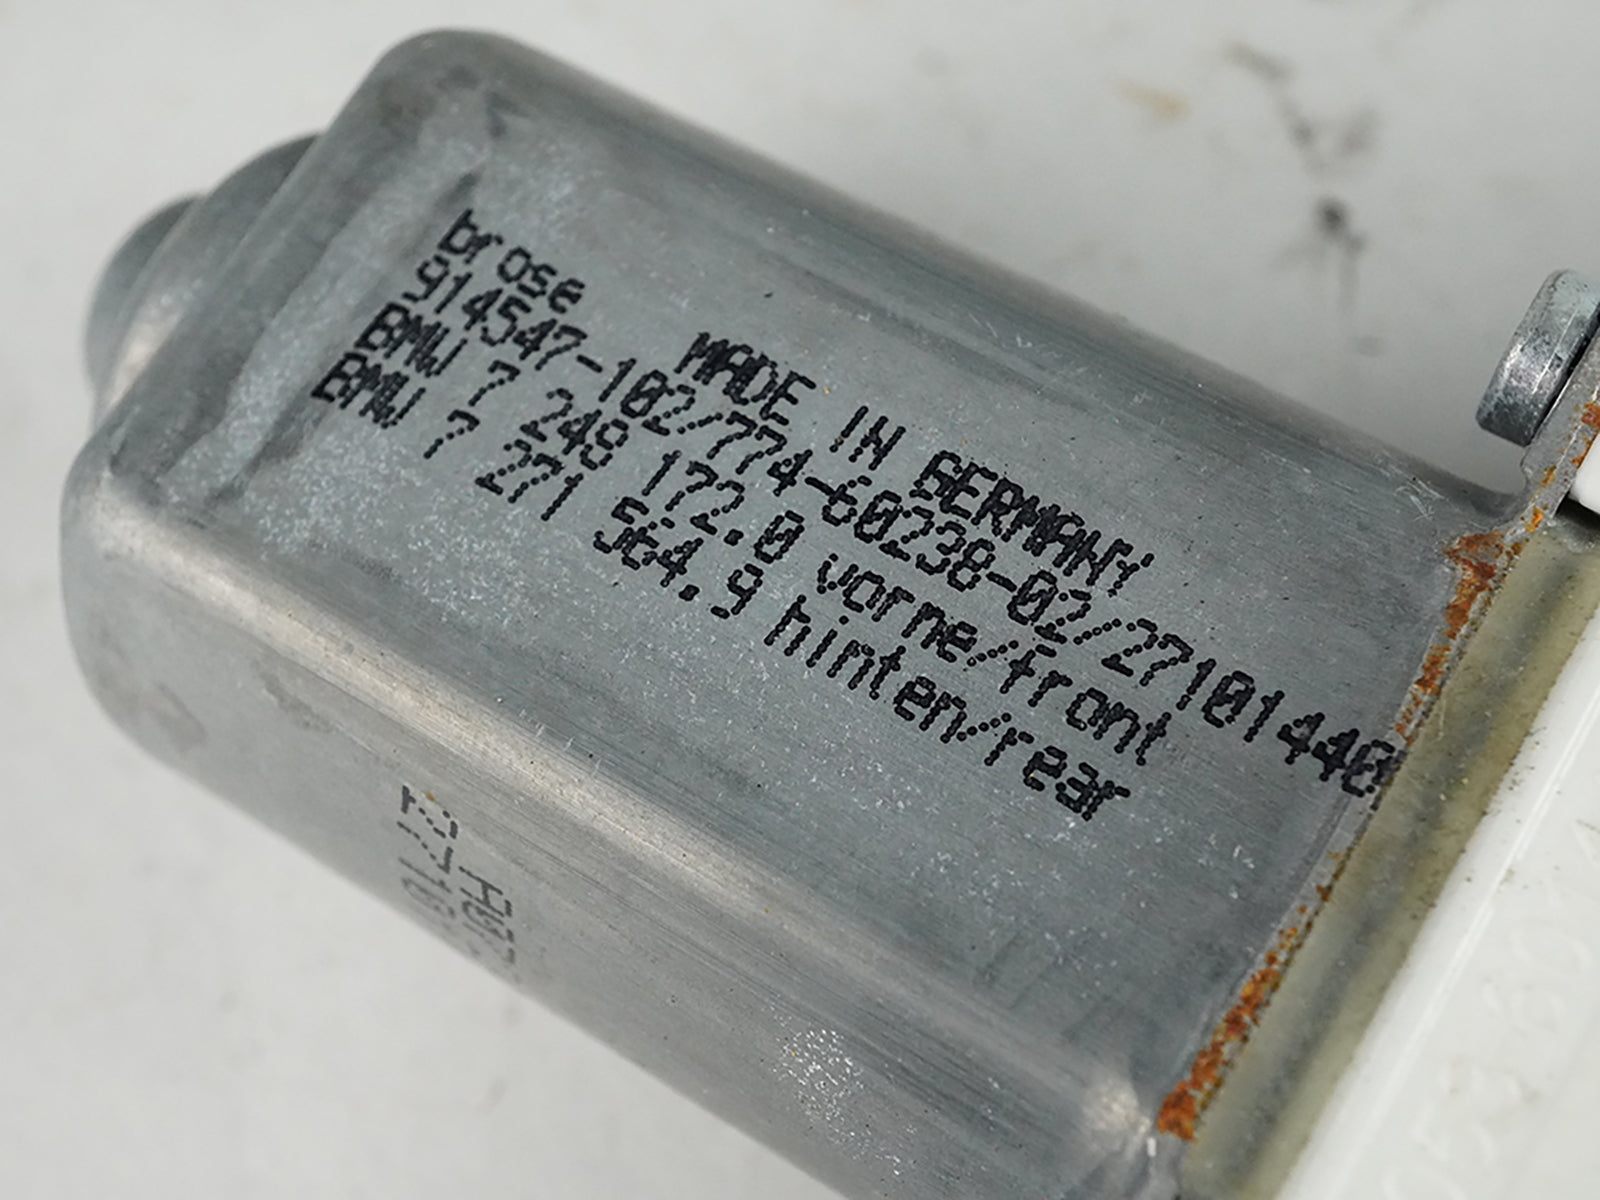 brose MADE IN GERMANY
914547-102/774-60238-02/27101440
BMW 7 248 172.0 vorne/front
BMW 7 271 564.9 hinten/rear